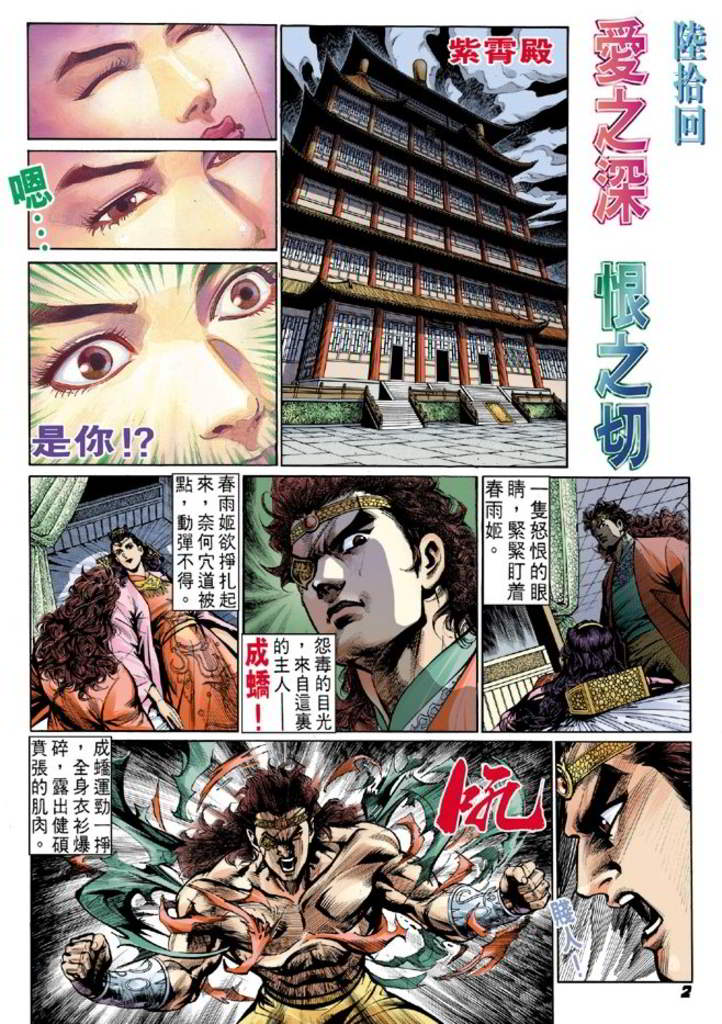 陸拾回
愛之深
恨之切
紫霄殿
嗯…
是你!?
一隻怒恨的眼
睛，緊緊盯着
春雨姬。
怨毒的目光
，來自這裏
的主人——
成蟜！
春雨姬欲掙扎起
來，奈何穴道被
點，動彈不得。
成蟜運勁一掙
，全身衣衫爆
碎，露出健碩
賁張的肌肉。
吼
賤人！
2